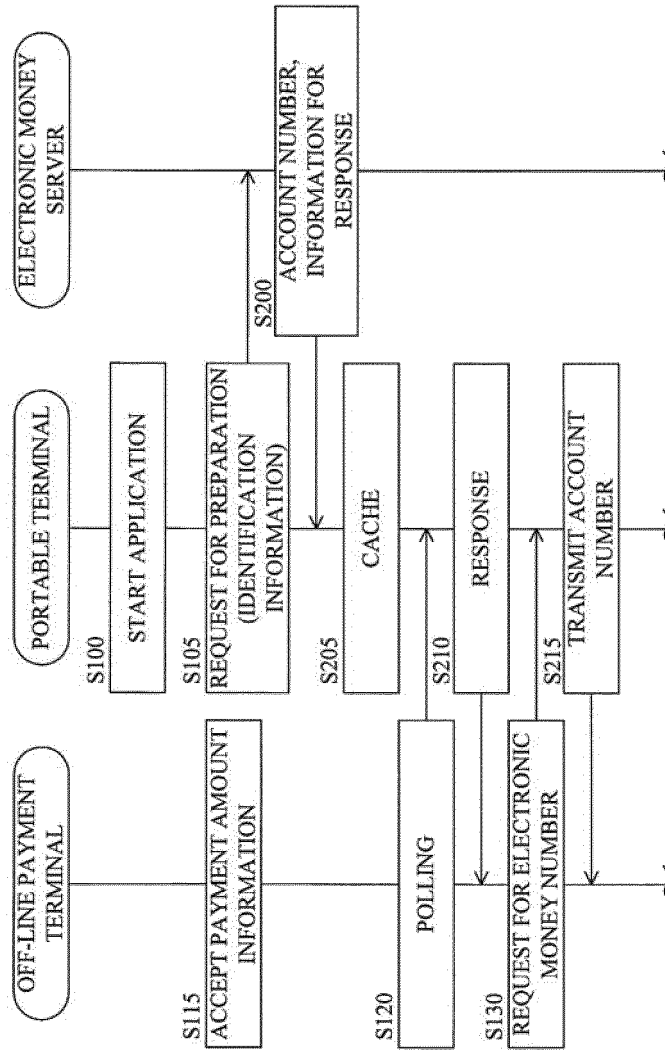 OFF-LINE PAYMENT
TERMINAL
PORTABLE TERMINAL
ELECTRONIC MONEY
SERVER
S100
START APPLICATION
S115
ACCEPT PAYMENT AMOUNT
INFORMATION
S105
REQUEST FOR PREPARATION
(IDENTIFICATION
INFORMATION)
S200
ACCOUNT NUMBER,
INFORMATION FOR
RESPONSE
S205
CACHE
S120
POLLING
S210
RESPONSE
S130
REQUEST FOR ELECTRONIC
MONEY NUMBER
S215
TRANSMIT ACCOUNT
NUMBER